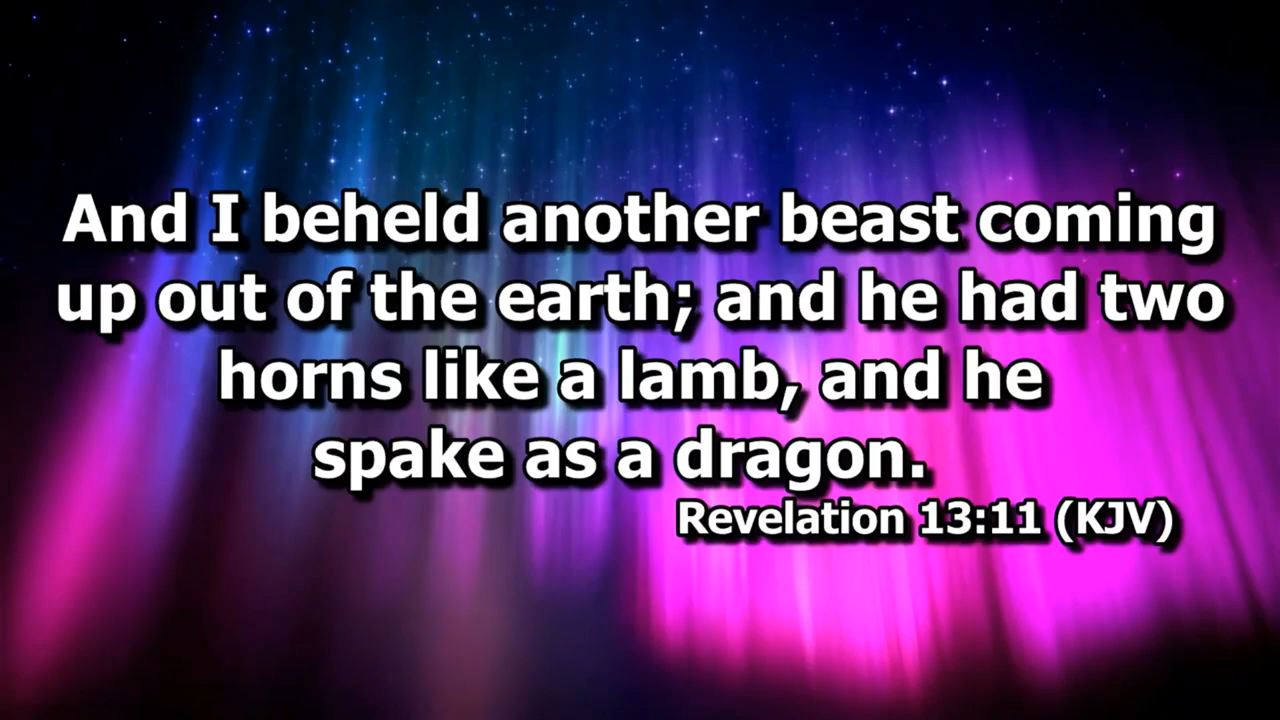 And I beheld another beast coming
up out of the earth; and he had two
horns like a lamb, and he
spake as a dragon.
Revelation 13:11 (KJV)